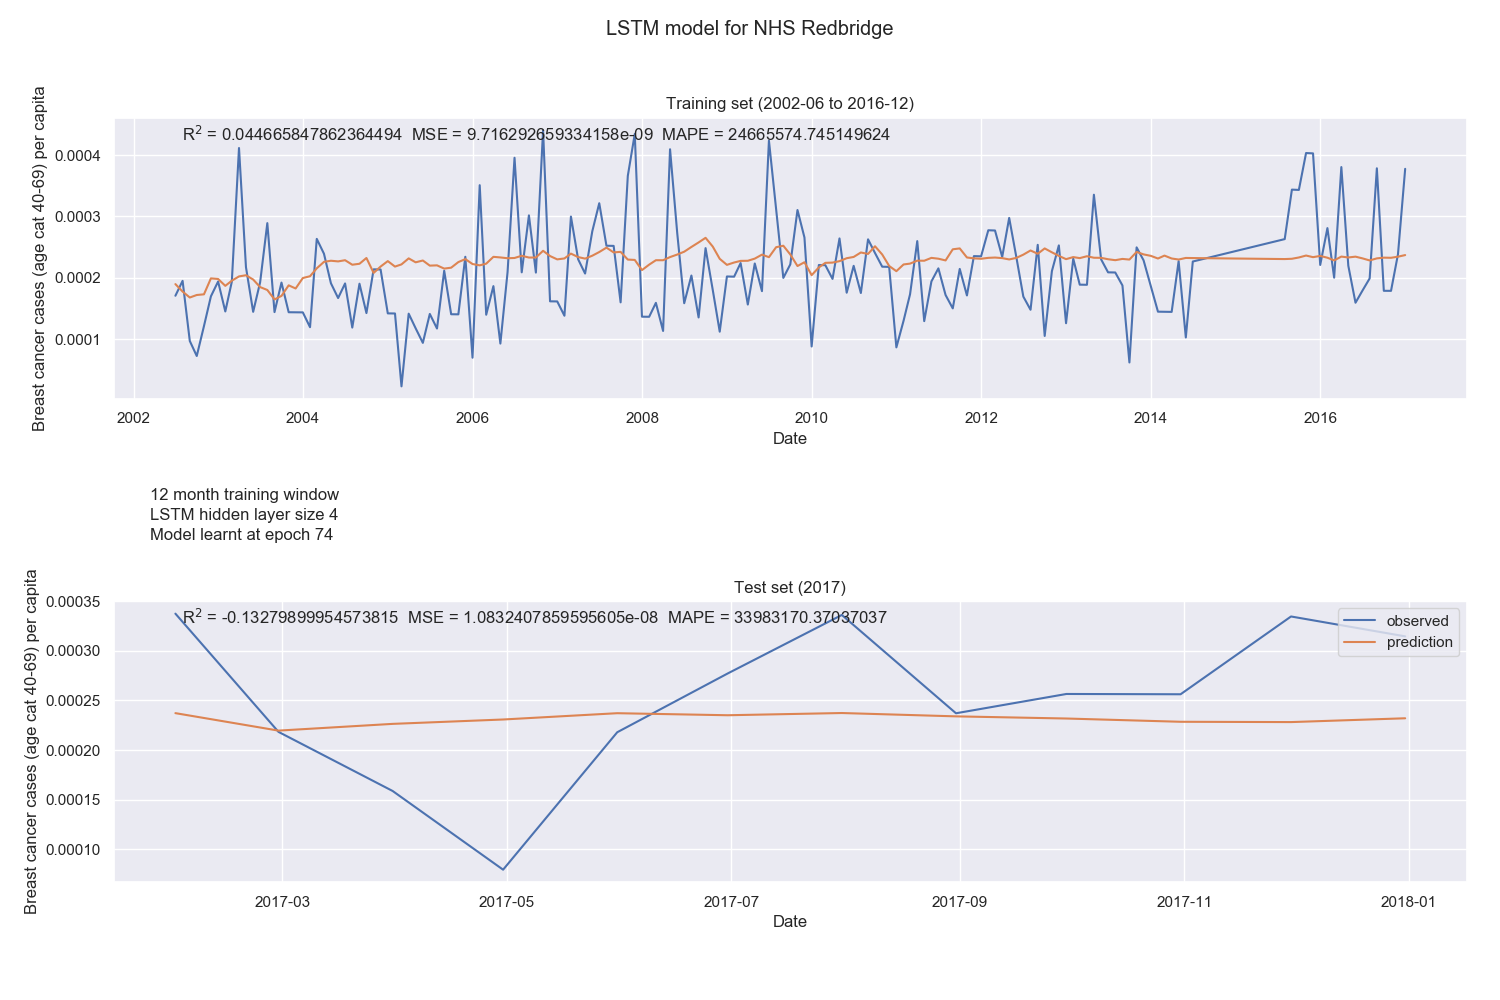 LSTM model for NHS Redbridge
Training set (2002-06 to 2016-12)
R² = 0.044665847862364494 MSE = 9.716292659334158e-09 MAPE = 24665574.745149624
Breast cancer cases (age cat 40-69) per capita
0.0004
0.0003
0.0002
0.0001
2002 2004 2006 2008 2010 2012 2014 2016
Date
12 month training window
LSTM hidden layer size 4
Model learnt at epoch 74
Test set (2017)
R² = -0.13279899954573815 MSE = 1.0832407859595605e-08 MAPE = 33983170.37037037
observed
prediction
Breast cancer cases (age cat 40-69) per capita
0.00035
0.00030
0.00025
0.00020
0.00015
0.00010
2017-03 2017-05 2017-07 2017-09 2017-11 2018-01
Date